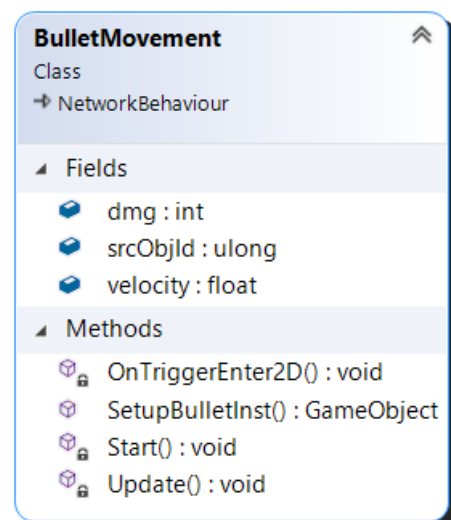 BulletMovement
Class
NetworkBehaviour
Fields
dmg : int
srcObjId : ulong
velocity : float
Methods
OnTriggerEnter2D() : void
SetupBulletInst() : GameObject
Start() : void
Update() : void